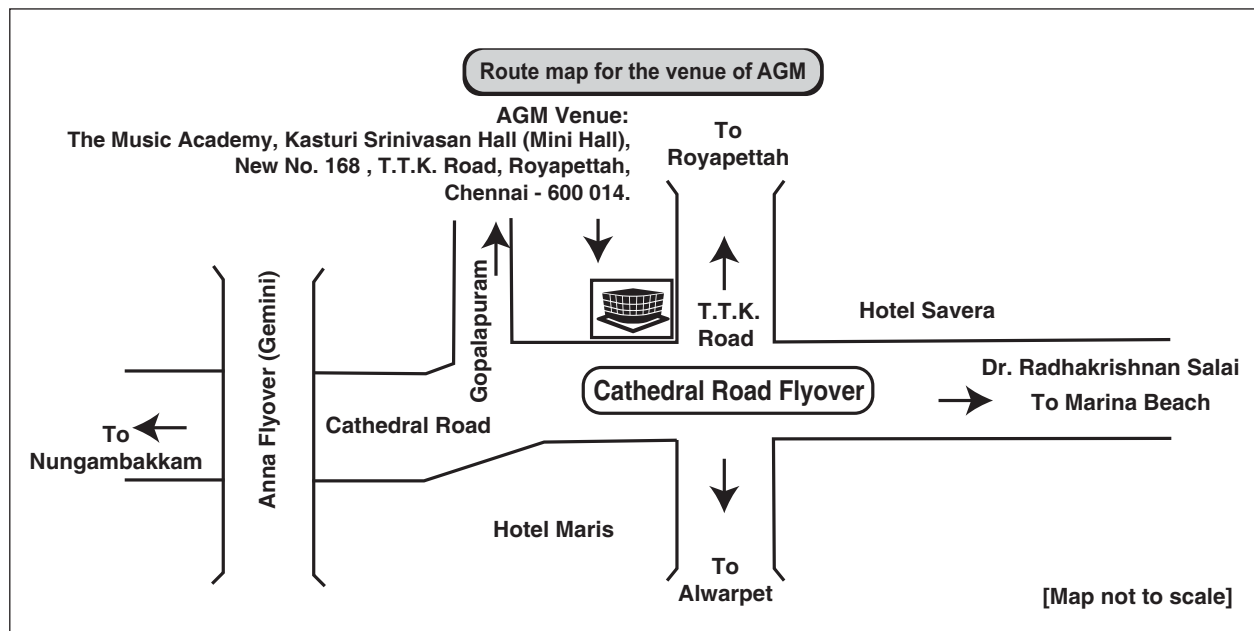 Route map for the venue of AGM
AGM Venue:
The Music Academy, Kasturi Srinivasan Hall (Mini Hall),
New No. 168 , T.T.K. Road, Royapettah,
Chennai - 600 014.
To
Royapettah
Anna Flyover (Gemini)
Gopalapuram
T.T.K.
Road
Hotel Savera
Cathedral Road Flyover
Dr. Radhakrishnan Salai
To Marina Beach
Cathedral Road
To
Nungambakkam
Hotel Maris
To
Alwarpet
[Map not to scale]